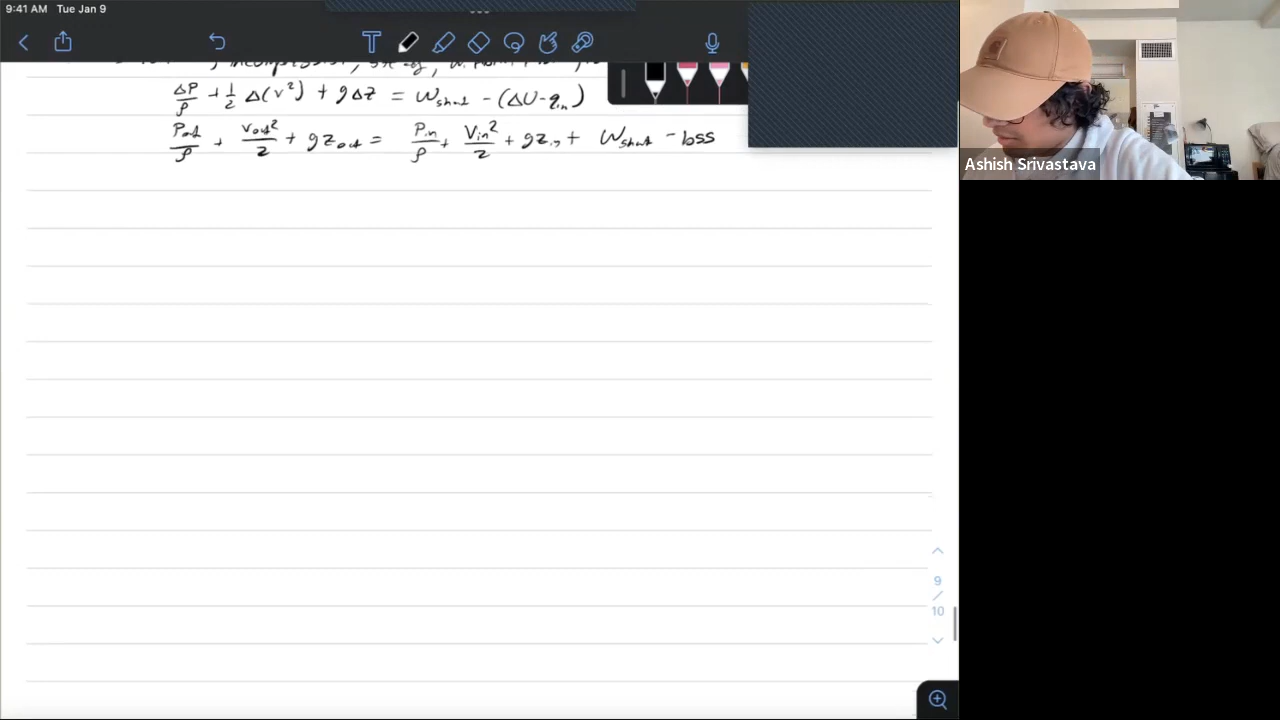 9:41 AM Tue Jan 9
ΔP/ρ + 1/2 Δ(v²) + gΔz = w_shaft - (ΔU - q_in)
P_out/ρ + v_out²/2 + gz_out = P_in/ρ + v_in²/2 + gz_in + w_shaft - loss
Ashish Srivastava
9
/
10